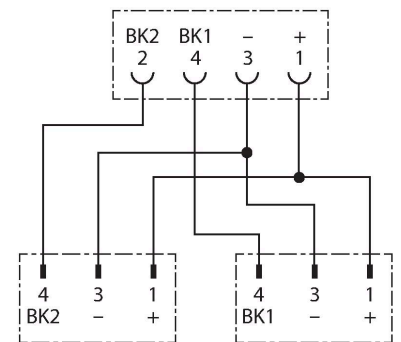 BK2 BK1 – +
2 4 3 1
4 3 1 4 3 1
BK2 – + BK1 – +